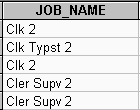 JOB_NAME
Clk 2
Clk Typst 2
Clk 2
Cler Supv 2
Cler Supv 2